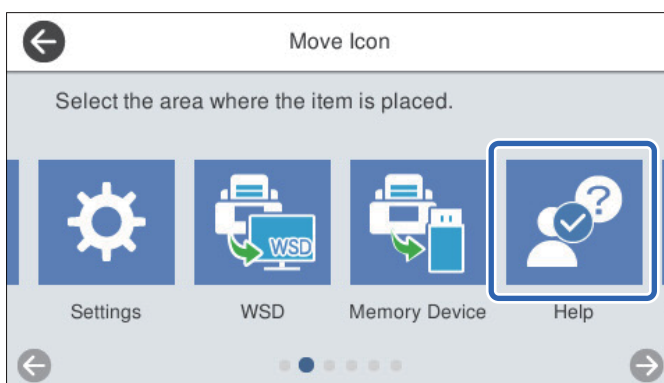 Move Icon
Select the area where the item is placed.
WSD
?
Settings
WSD
Memory Device
Help